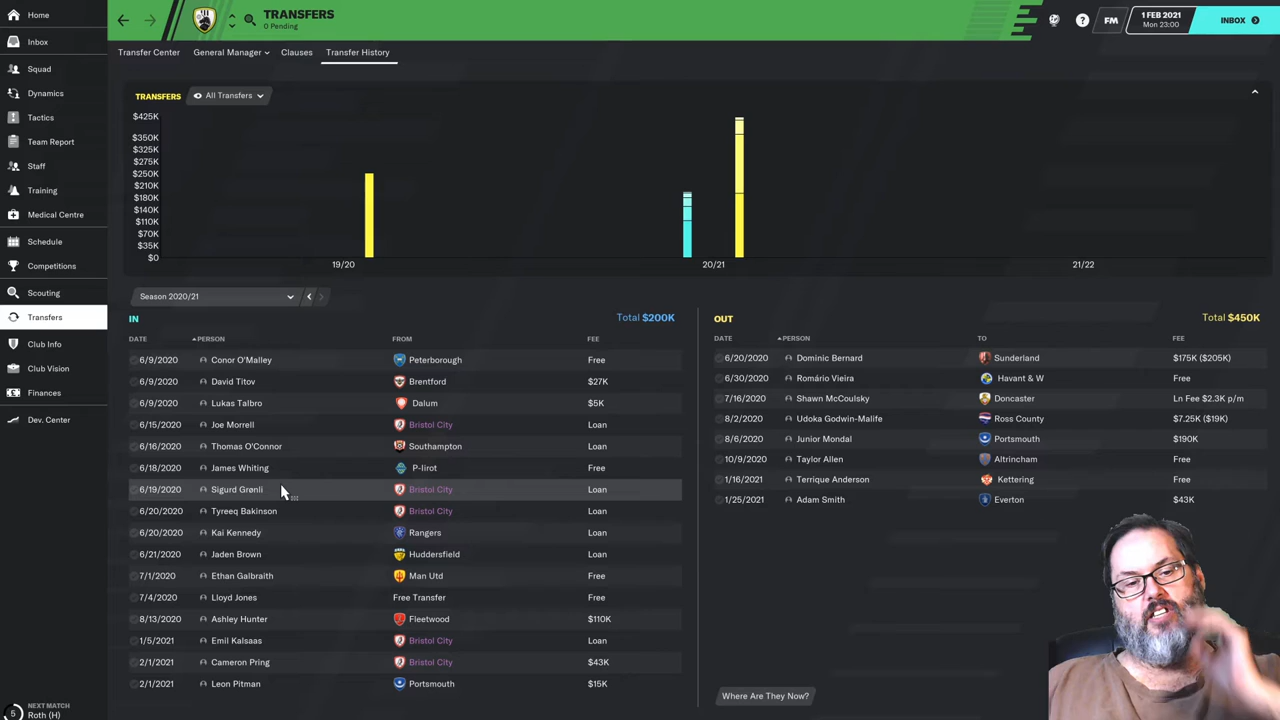 Home
Inbox
Squad
Dynamics
Tactics
Team Report
Staff
Training
Medical Centre
Schedule
Competitions
Scouting
Transfers
Club Info
Club Vision
Finances
Dev. Center
5
NEXT MATCH
Roth (H)
TRANSFERS
0 Pending
?
FM
1 FEB 2021
Mon 23:00
INBOX
Transfer Center
General Manager
Clauses
Transfer History
TRANSFERS
All Transfers
$425K
$350K
$325K
$275K
$250K
$210K
$180K
$140K
$110K
$70K
$35K
$0
19/20
20/21
21/22
Season 2020/21
IN
Total $200K
DATE PERSON FROM FEE
6/9/2020 Conor O'Malley Peterborough Free
6/9/2020 David Titov Brentford $27K
6/9/2020 Lukas Talbro Dalum $5K
6/15/2020 Joe Morrell Bristol City Loan
6/16/2020 Thomas O'Connor Southampton Loan
6/18/2020 James Whiting P-lirot Free
6/19/2020 Sigurd Grønli Bristol City Loan
6/20/2020 Tyreeq Bakinson Bristol City Loan
6/20/2020 Kai Kennedy Rangers Loan
6/21/2020 Jaden Brown Huddersfield Loan
7/1/2020 Ethan Galbraith Man Utd Free
7/4/2020 Lloyd Jones Free Transfer Free
8/13/2020 Ashley Hunter Fleetwood $110K
1/5/2021 Emil Kalsaas Bristol City Loan
2/1/2021 Cameron Pring Bristol City $43K
2/1/2021 Leon Pitman Portsmouth $15K
OUT
Total $450K
DATE PERSON TO FEE
6/20/2020 Dominic Bernard Sunderland $175K ($205K)
6/30/2020 Romário Vieira Havant & W Free
7/16/2020 Shawn McCoulsky Doncaster Ln Fee $2.3K p/m
8/2/2020 Udoka Godwin-Malife Ross County $7.25K ($19K)
8/6/2020 Junior Mondal Portsmouth $190K
10/9/2020 Taylor Allen Altrincham Free
1/16/2021 Terrique Anderson Kettering Free
1/25/2021 Adam Smith Everton $43K
Where Are They Now?